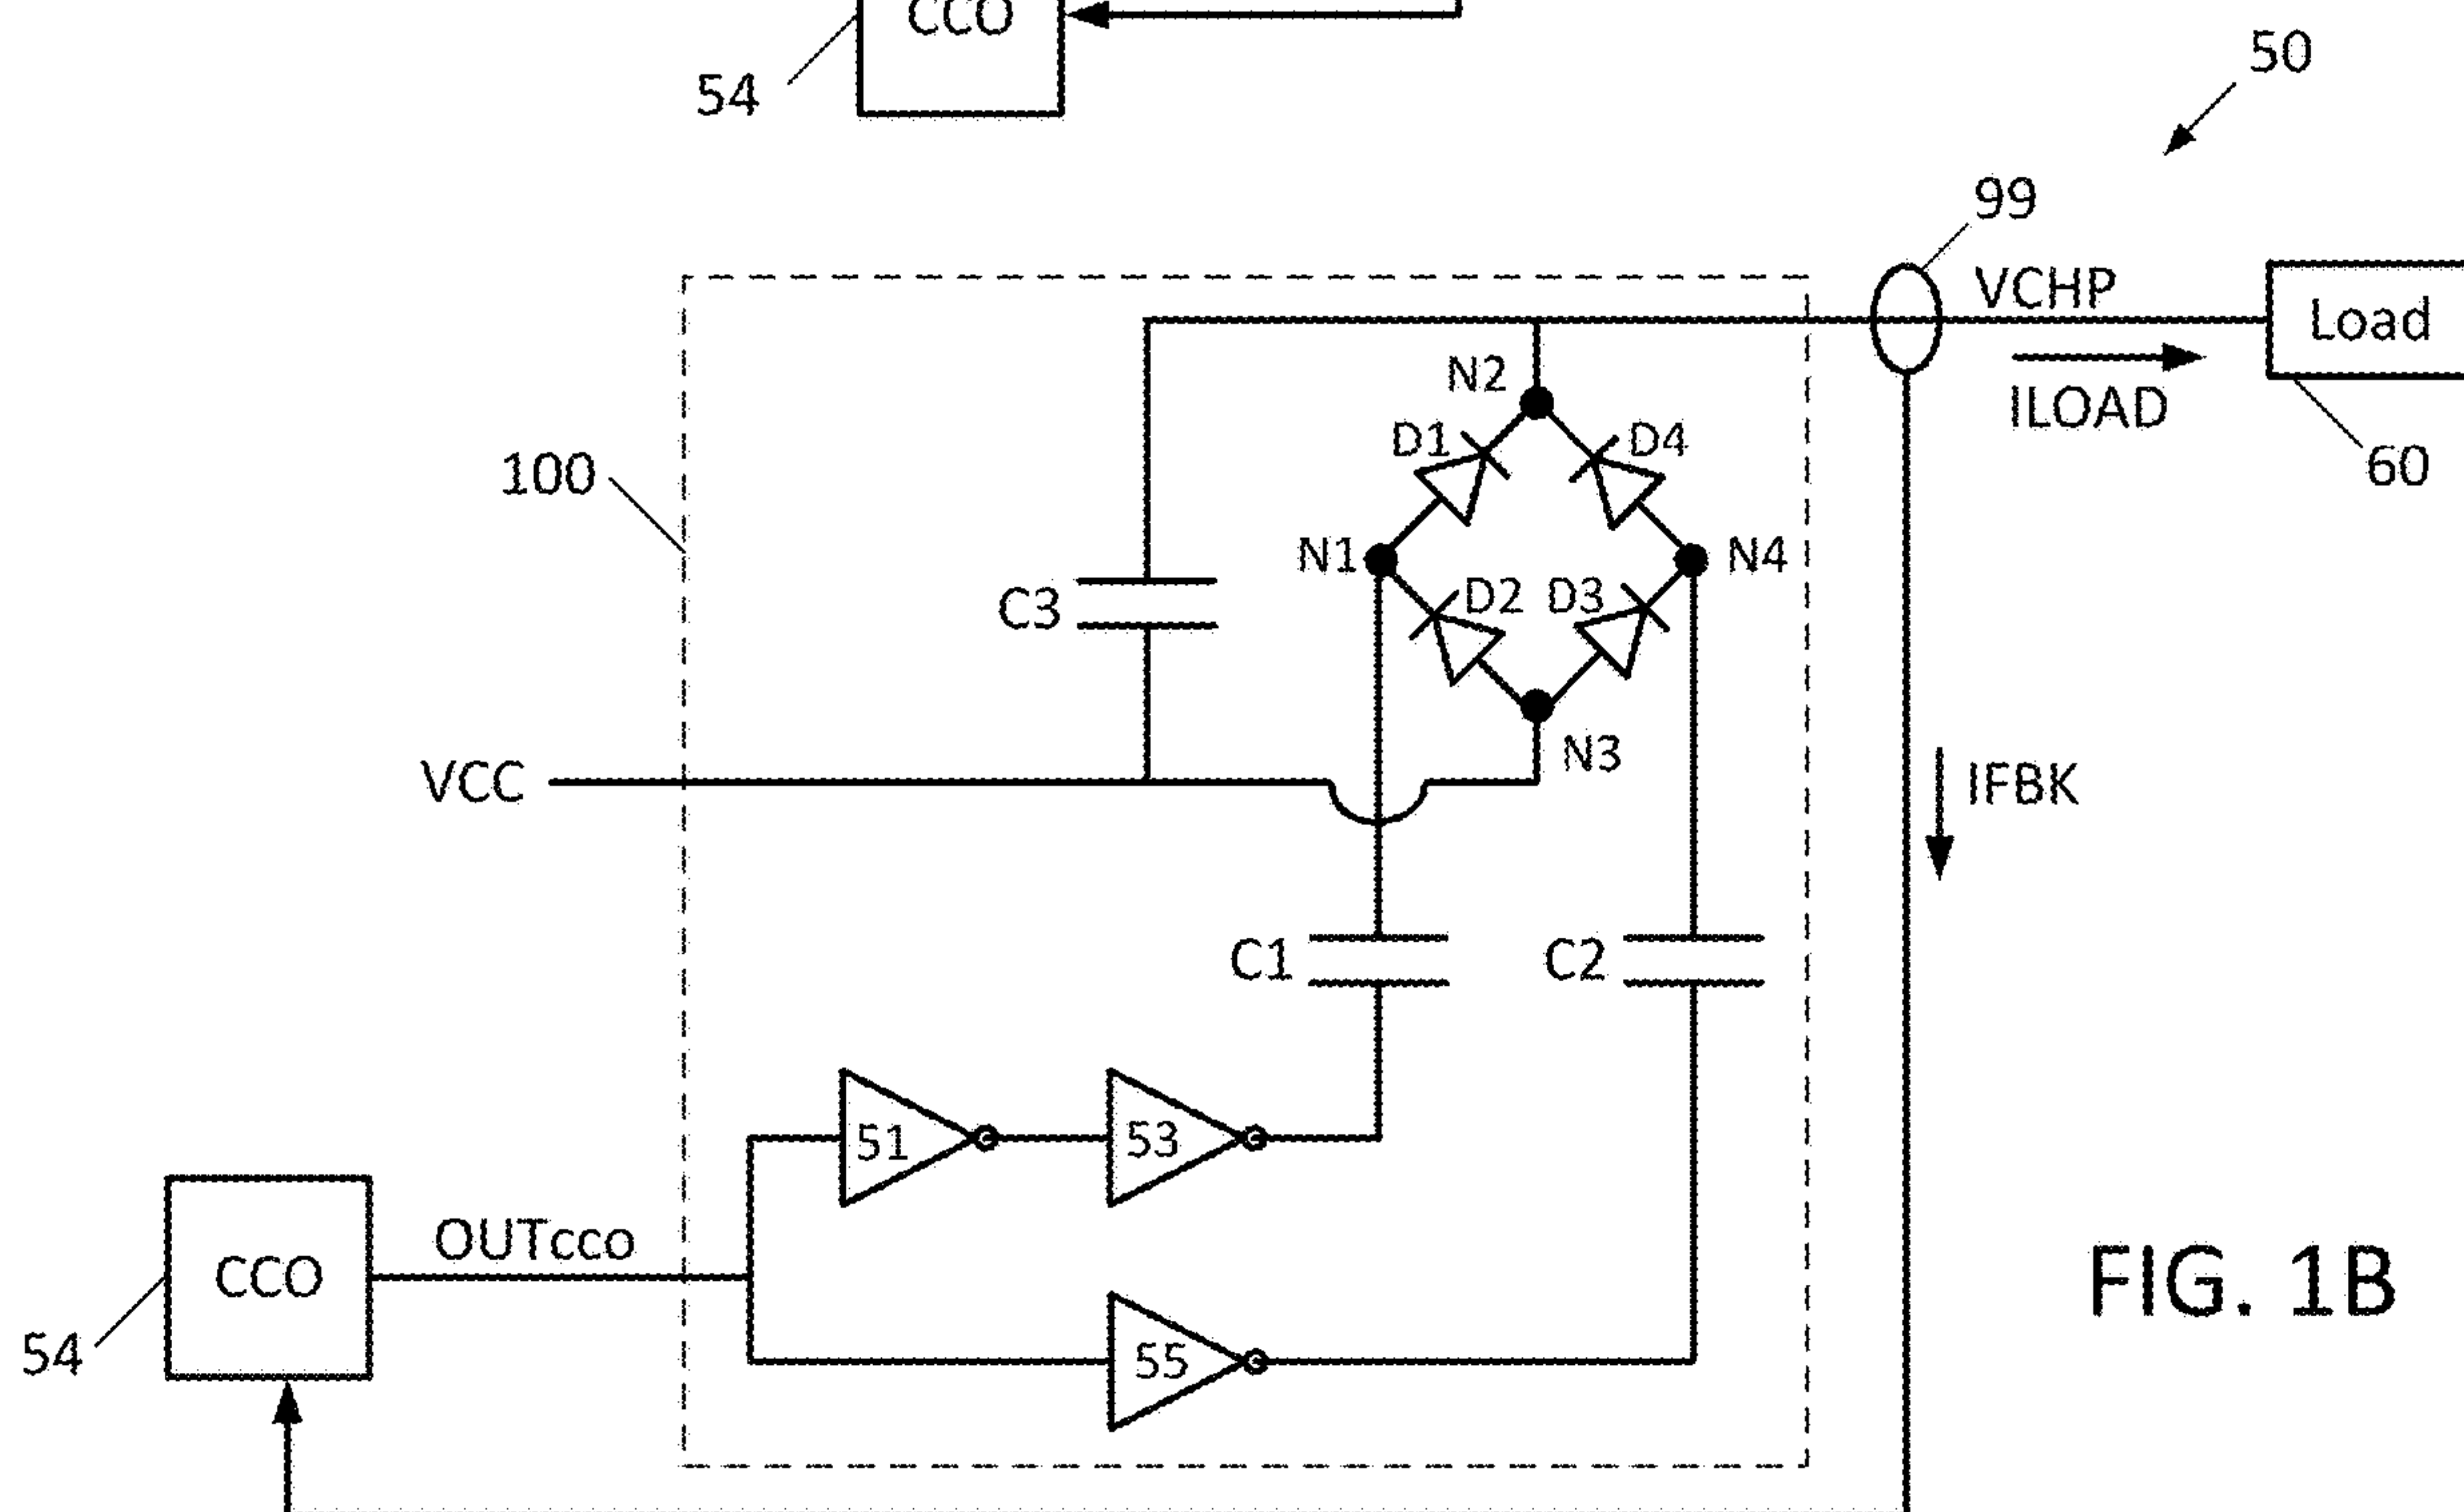 CCO
54
50
99
VCHP
Load
ILOAD
60
100
N2
D1
D4
N1
N4
C3
D2
D3
N3
VCC
IFBK
C1
C2
51
53
OUTcco
CCO
54
55
FIG. 1B